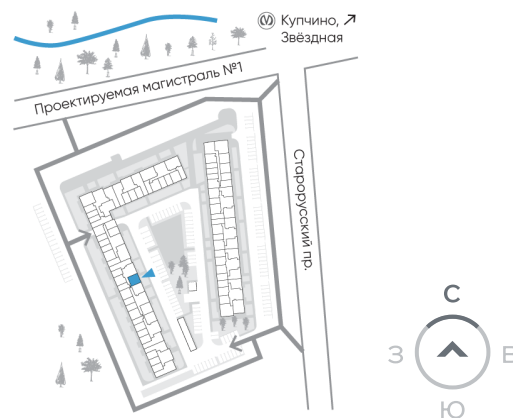 Купчино, ↗
Звёздная
Проектируемая магистраль №1
Старорусский пр.
С
З
В
Ю